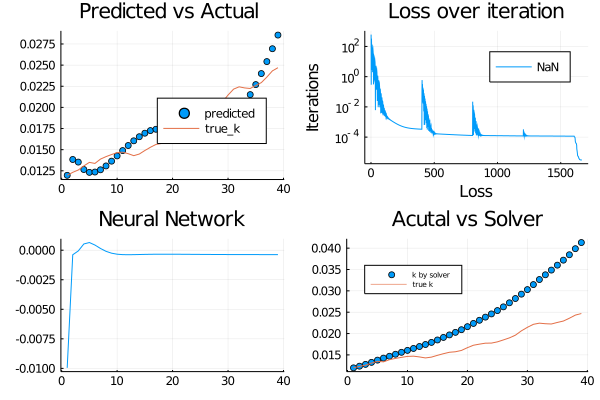 Predicted vs Actual
0.0275
0.0250
0.0225
0.0200
0.0175
0.0150
0.0125
0 10 20 30 40
predicted
true_k
Loss over iteration
Iterations
10^2
10^0
10^-2
10^-4
0 500 1000 1500
Loss
NaN
Neural Network
0.0000
-0.0025
-0.0050
-0.0075
-0.0100
0 10 20 30 40
Acutal vs Solver
0.040
0.035
0.030
0.025
0.020
0.015
0 10 20 30 40
k by solver
true k